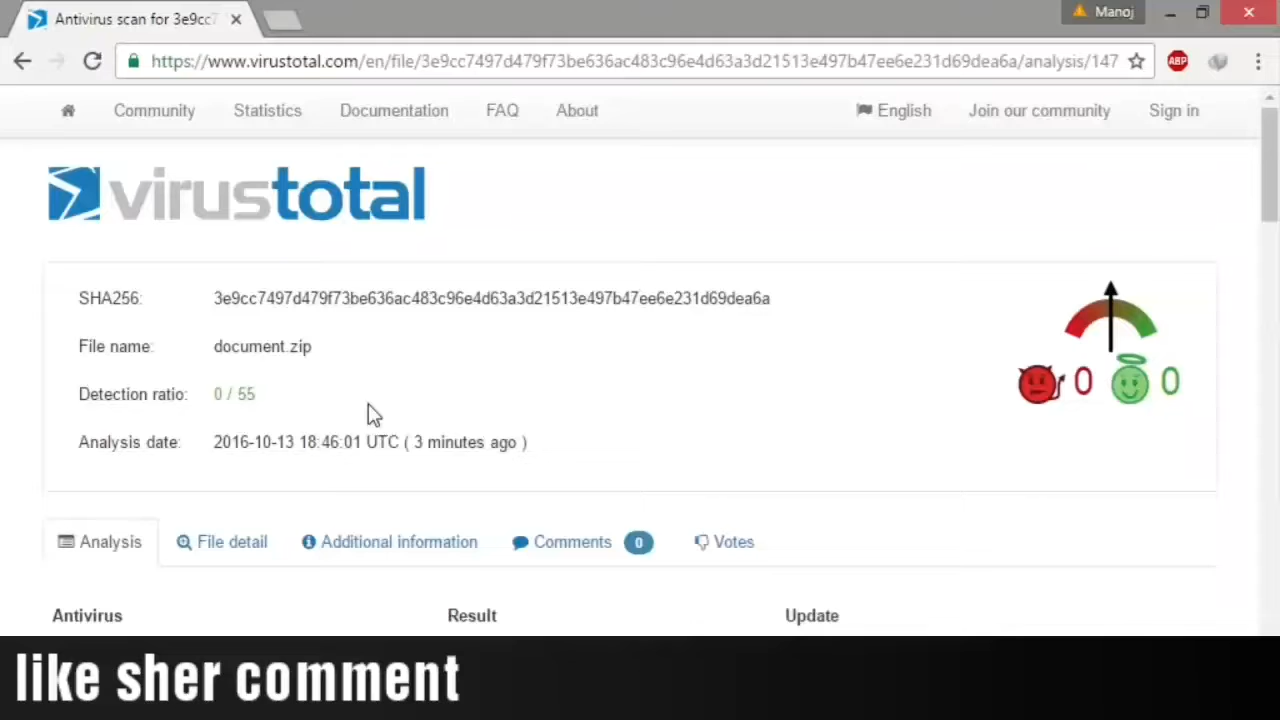 Antivirus scan for 3e9cc7
Manoj
https://www.virustotal.com/en/file/3e9cc7497d479f73be636ac483c96e4d63a3d21513e497b47ee6e231d69dea6a/analysis/147
ABP
Community Statistics Documentation FAQ About English Join our community Sign in
virustotal
SHA256: 3e9cc7497d479f73be636ac483c96e4d63a3d21513e497b47ee6e231d69dea6a
File name: document.zip
0 0
Detection ratio: 0 / 55
Analysis date: 2016-10-13 18:46:01 UTC ( 3 minutes ago )
Analysis File detail Additional information Comments 0 Votes
Antivirus Result Update
like sher comment